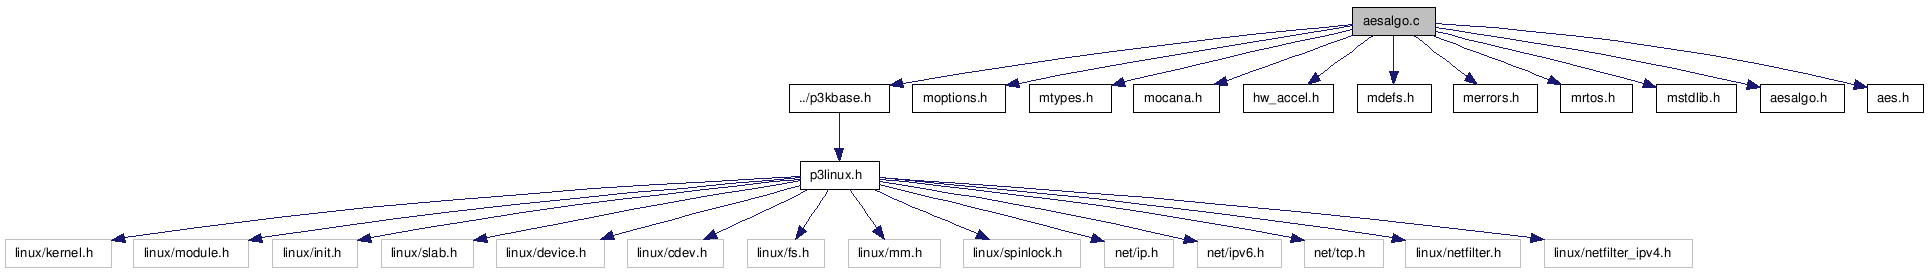 aesalgo.c
../p3kbase.h
moptions.h
mtypes.h
mocana.h
hw_accel.h
mdefs.h
merrors.h
mrtos.h
mstdlib.h
aesalgo.h
aes.h
p3linux.h
linux/kernel.h
linux/module.h
linux/init.h
linux/slab.h
linux/device.h
linux/cdev.h
linux/fs.h
linux/mm.h
linux/spinlock.h
net/ip.h
net/ipv6.h
net/tcp.h
linux/netfilter.h
linux/netfilter_ipv4.h